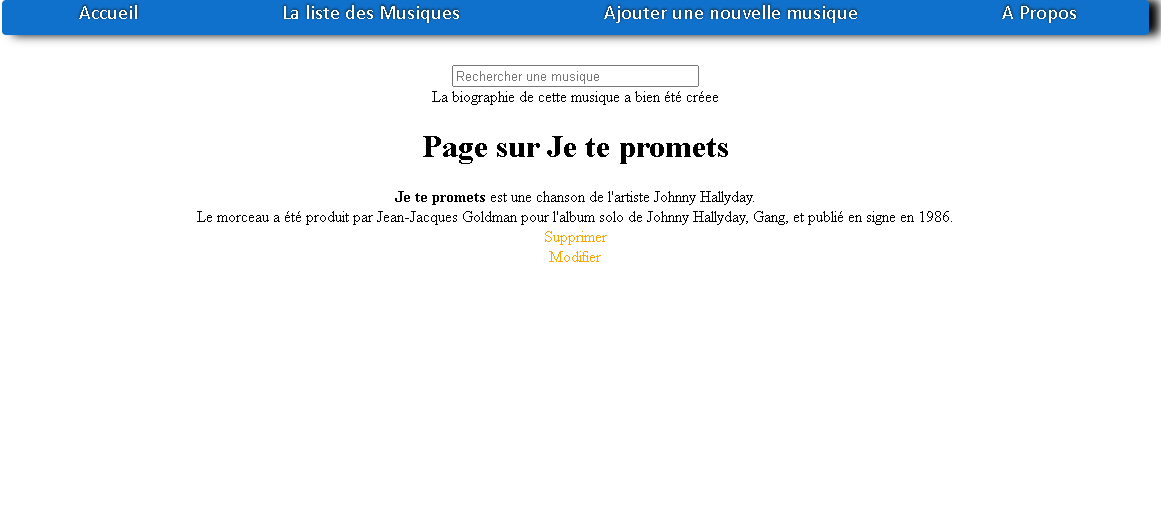 Accueil La liste des Musiques Ajouter une nouvelle musique A Propos
Rechercher une musique
La biographie de cette musique a bien été créee
Page sur Je te promets
Je te promets est une chanson de l'artiste Johnny Hallyday.
Le morceau a été produit par Jean-Jacques Goldman pour l'album solo de Johnny Hallyday, Gang, et publié en signe en 1986.
Supprimer
Modifier